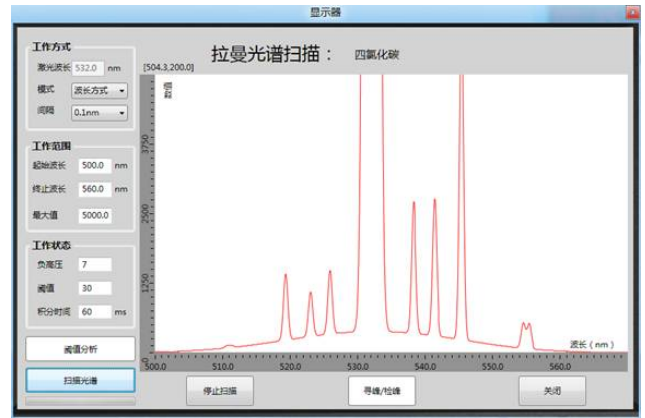 显示器
工作方式
激光波长 532.0 nm
模式 波长方式
间隔 0.1nm
工作范围
起始波长 500.0 nm
终止波长 560.0 nm
最大值 5000.0
工作状态
负高压 7
阈值 30
积分时间 60 ms
阈值分析
扫描光谱
拉曼光谱扫描： 四氯化碳
[504.3,200.0]
3750
2500
1250
0
波长（nm）
500.0 510.0 520.0 530.0 540.0 550.0 560.0
停止扫描 寻峰/检峰 关闭